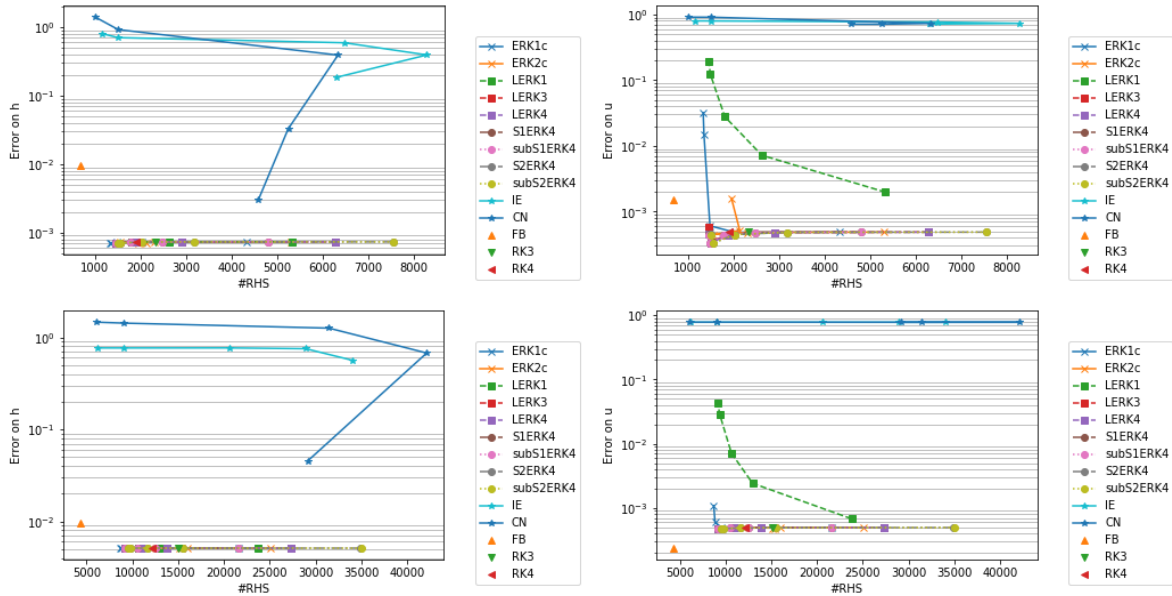 10⁰
10⁻¹
10⁻²
10⁻³
Error on h
1000 2000 3000 4000 5000 6000 7000 8000
#RHS
ERK1c
ERK2c
LERK1
LERK3
LERK4
S1ERK4
subS1ERK4
S2ERK4
subS2ERK4
IE
CN
FB
RK3
RK4
10⁰
10⁻¹
10⁻²
10⁻³
Error on u
1000 2000 3000 4000 5000 6000 7000 8000
#RHS
ERK1c
ERK2c
LERK1
LERK3
LERK4
S1ERK4
subS1ERK4
S2ERK4
subS2ERK4
IE
CN
FB
RK3
RK4
10⁰
10⁻¹
10⁻²
Error on h
5000 10000 15000 20000 25000 30000 35000 40000
#RHS
ERK1c
ERK2c
LERK1
LERK3
LERK4
S1ERK4
subS1ERK4
S2ERK4
subS2ERK4
IE
CN
FB
RK3
RK4
10⁰
10⁻¹
10⁻²
10⁻³
Error on u
5000 10000 15000 20000 25000 30000 35000 40000
#RHS
ERK1c
ERK2c
LERK1
LERK3
LERK4
S1ERK4
subS1ERK4
S2ERK4
subS2ERK4
IE
CN
FB
RK3
RK4